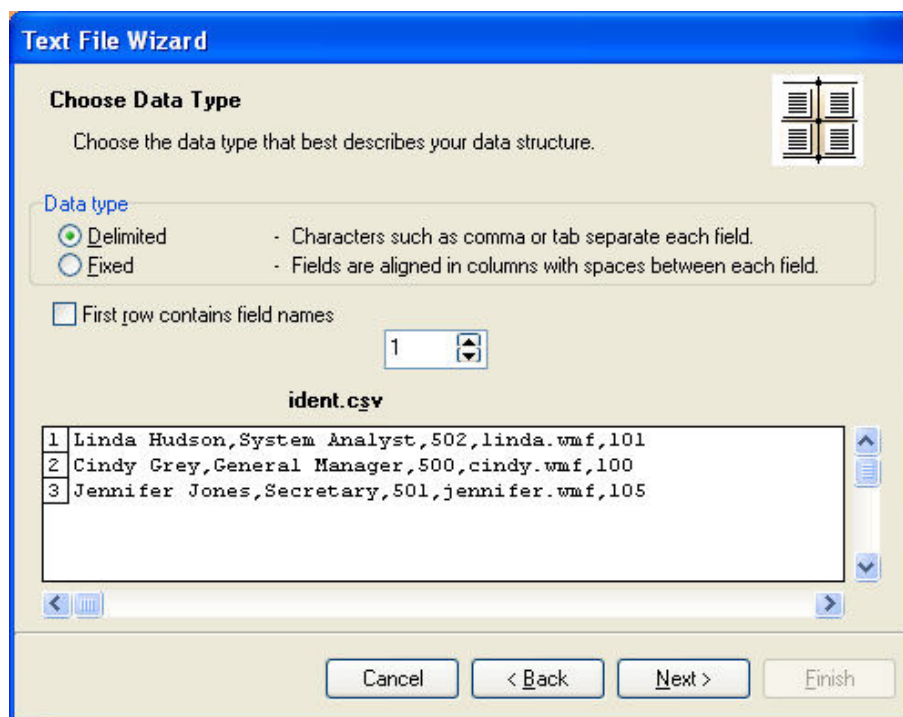 Text File Wizard
Choose Data Type
Choose the data type that best describes your data structure.
Data type
Delimited - Characters such as comma or tab separate each field.
Fixed - Fields are aligned in columns with spaces between each field.
First row contains field names
1
ident.csv
1 Linda Hudson,System Analyst,502,linda.wmf,101
2 Cindy Grey,General Manager,500,cindy.wmf,100
3 Jennifer Jones,Secretary,501,jennifer.wmf,105
Cancel < Back Next > Finish